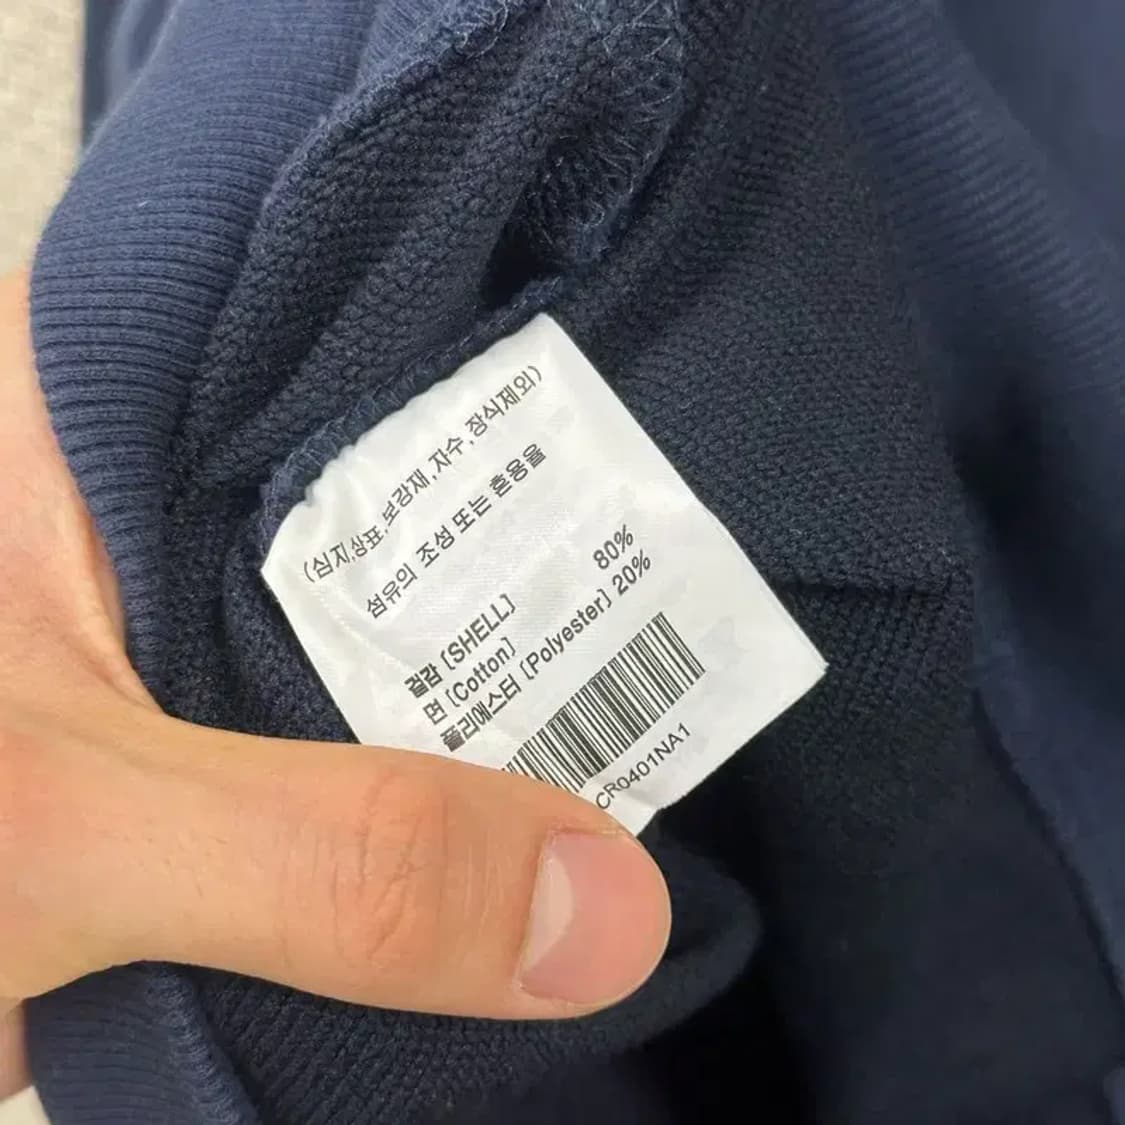 (심지,상표,보강재,자수,장식제외)
섬유의 조성 또는 혼용율
겉감 [SHELL]
면 [Cotton] 80%
폴리에스터 [Polyester] 20%
CR0401NA1